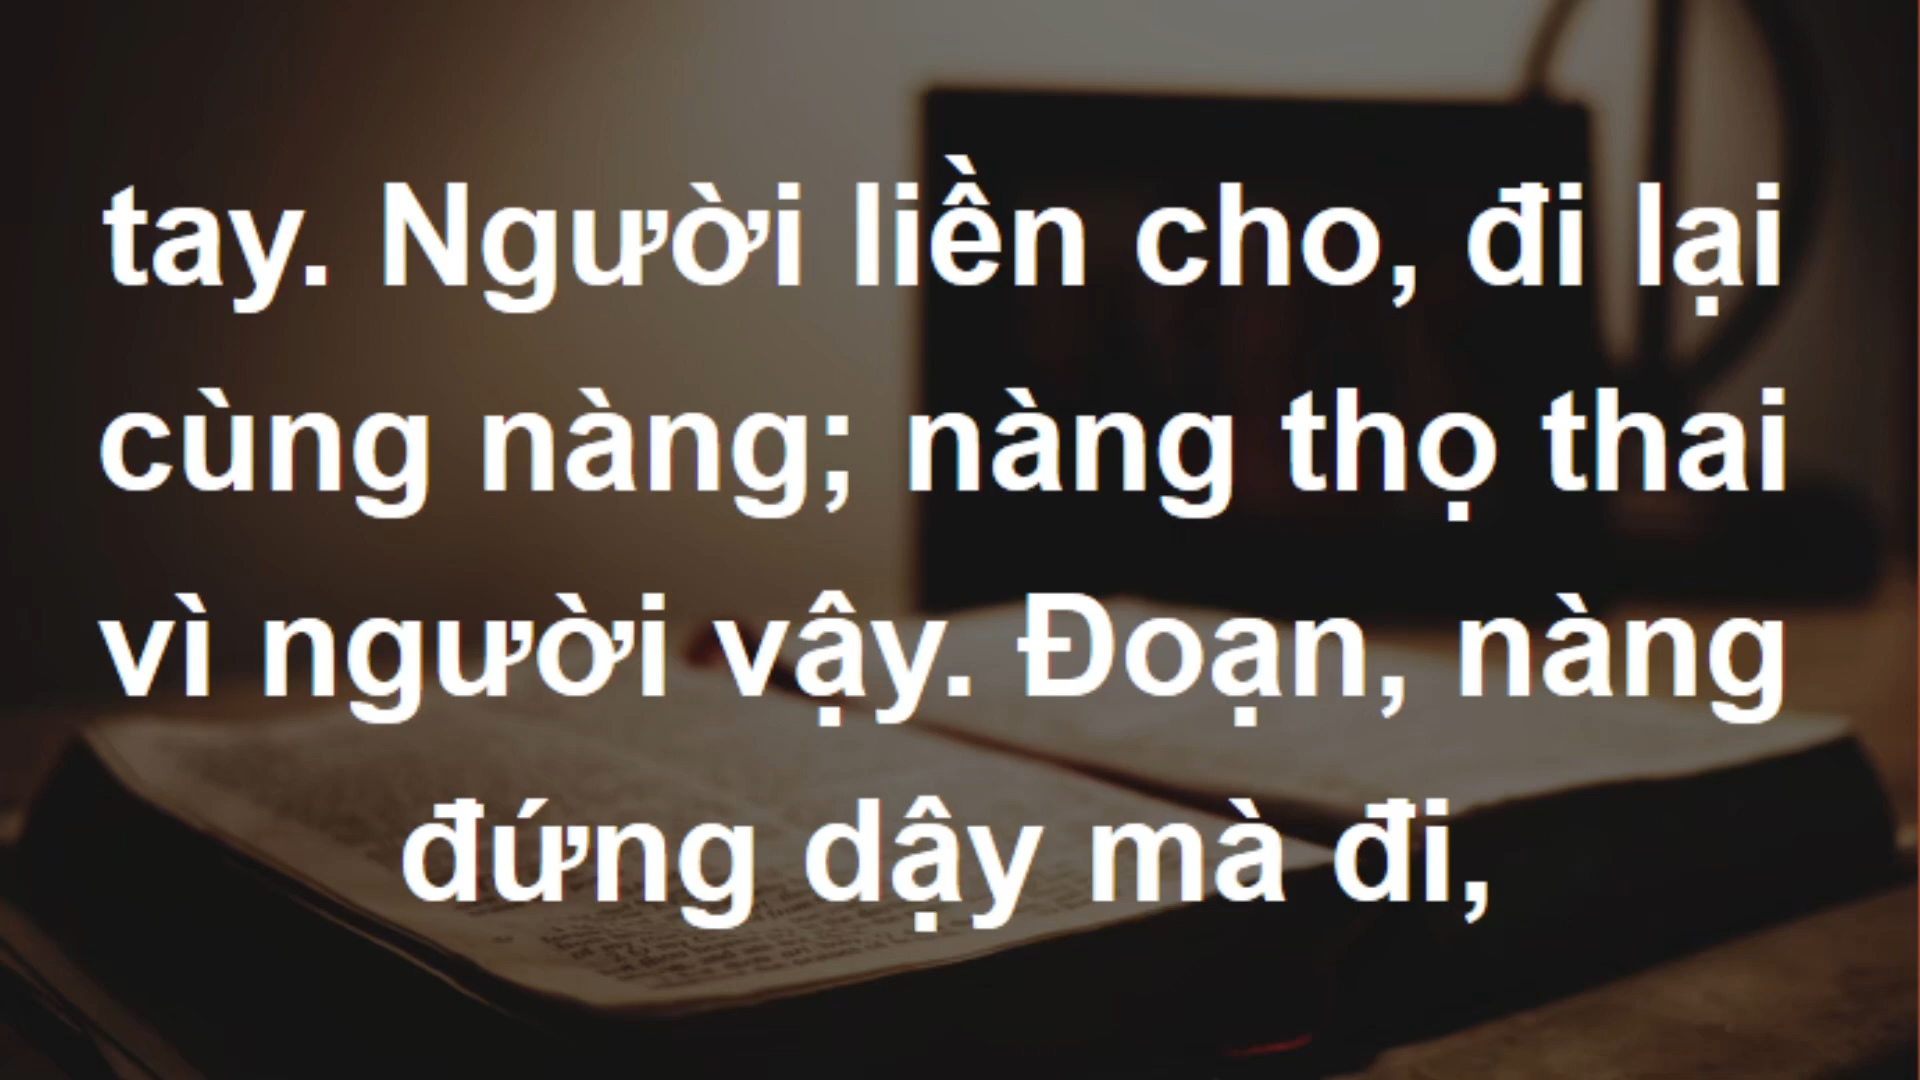 tay. Người liền cho, đi lại
cùng nàng; nàng thọ thai
vì người vậy. Đoạn, nàng
đứng dậy mà đi,